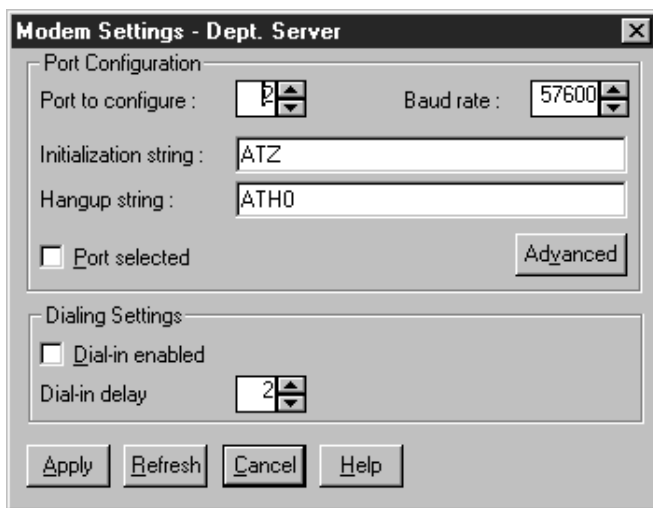 Modem Settings - Dept. Server
Port Configuration
Port to configure : 2 Baud rate : 57600
Initialization string : ATZ
Hangup string : ATH0
Port selected Advanced
Dialing Settings
Dial-in enabled
Dial-in delay 2
Apply Refresh Cancel Help